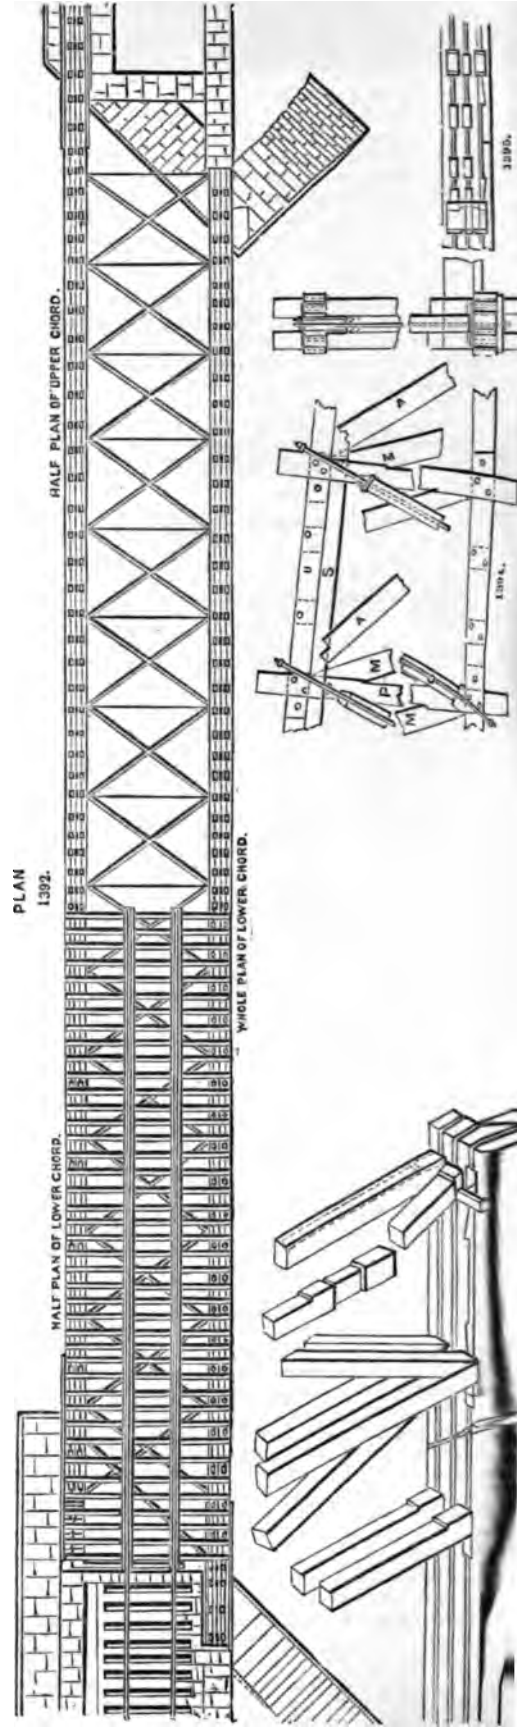 PLAN
1392.
HALF PLAN OF LOWER CHORD.
HALF PLAN OF UPPER CHORD.
WHOLE PLAN OF LOWER CHORD.
U
S
A
A
M
M
P
M
1394.
1395.